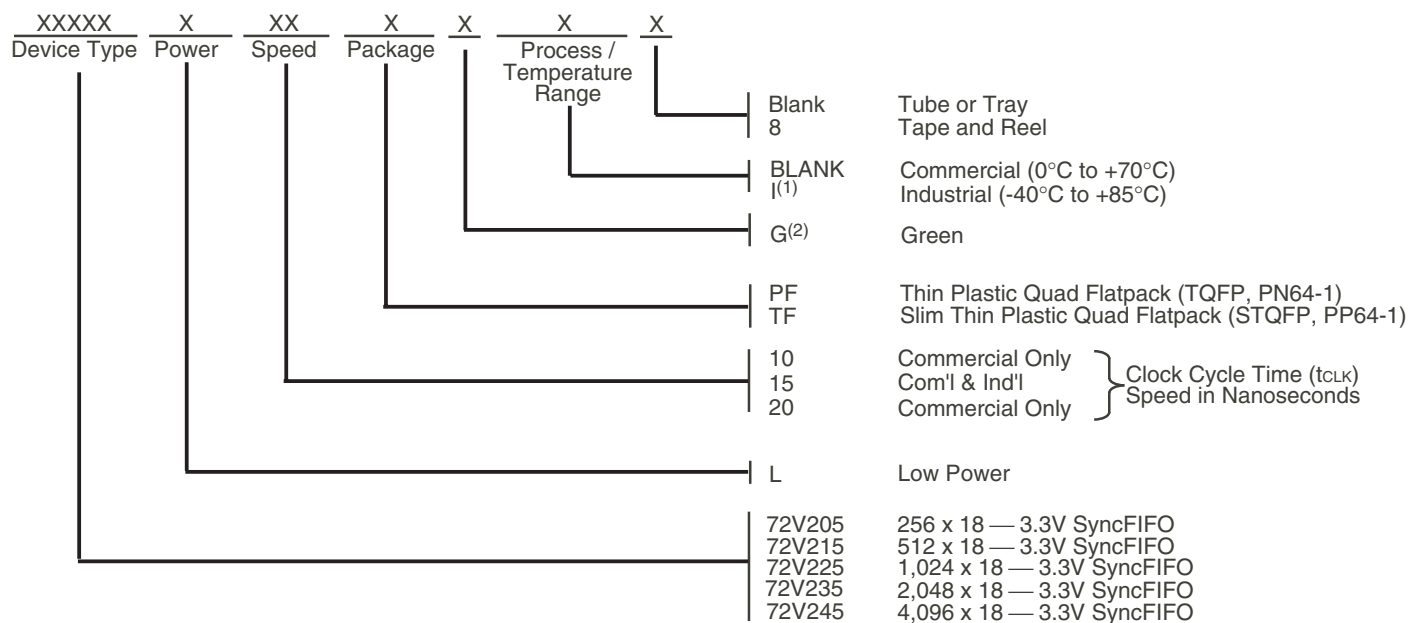 XXXXX X XX X X X X
Device Type Power Speed Package Process /
Temperature
Range
Blank Tube or Tray
8 Tape and Reel
BLANK Commercial (0°C to +70°C)
I(1) Industrial (-40°C to +85°C)
G(2) Green
PF Thin Plastic Quad Flatpack (TQFP, PN64-1)
TF Slim Thin Plastic Quad Flatpack (STQFP, PP64-1)
10 Commercial Only
15 Com'l & Ind'l
20 Commercial Only
Clock Cycle Time (tCLK)
Speed in Nanoseconds
L Low Power
72V205 256 x 18 — 3.3V SyncFIFO
72V215 512 x 18 — 3.3V SyncFIFO
72V225 1,024 x 18 — 3.3V SyncFIFO
72V235 2,048 x 18 — 3.3V SyncFIFO
72V245 4,096 x 18 — 3.3V SyncFIFO